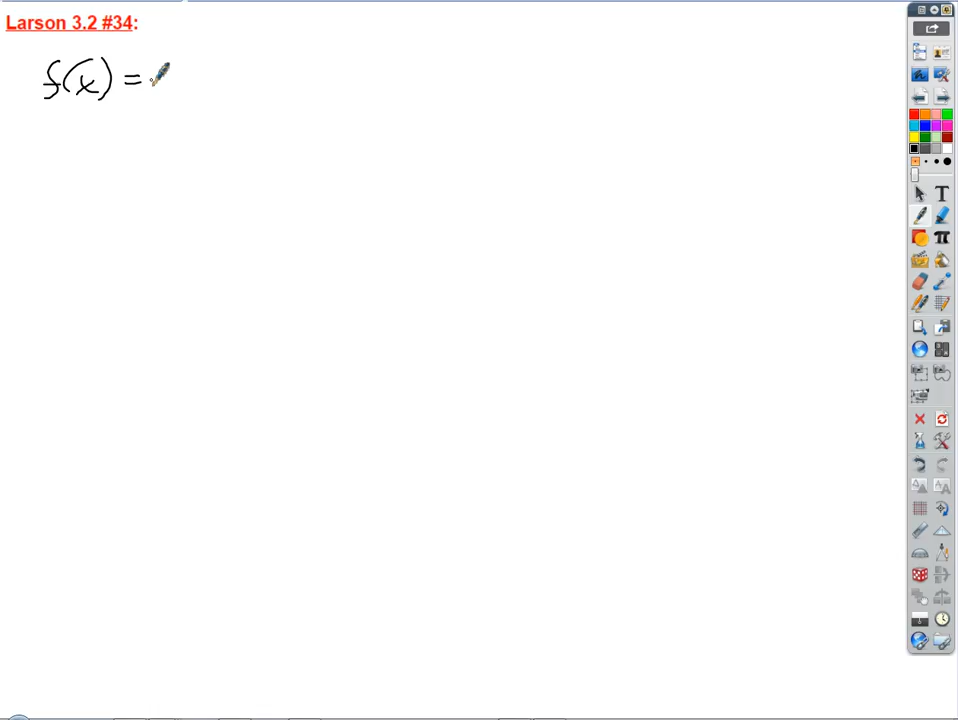 Larson 3.2 #34:
f(x) =